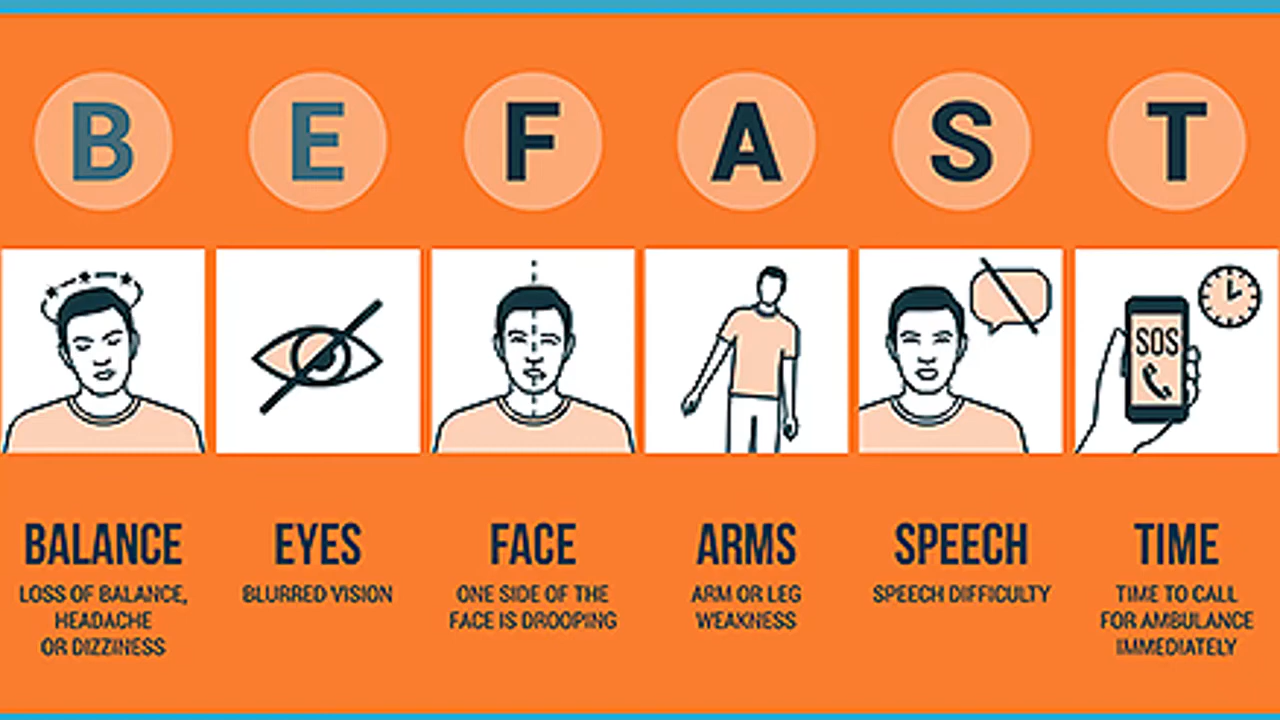 B E F A S T
SOS
BALANCE
LOSS OF BALANCE,
HEADACHE
OR DIZZINESS
EYES
BLURRED VISION
FACE
ONE SIDE OF THE
FACE IS DROOPING
ARMS
ARM OR LEG
WEAKNESS
SPEECH
SPEECH DIFFICULTY
TIME
TIME TO CALL
FOR AMBULANCE
IMMEDIATELY